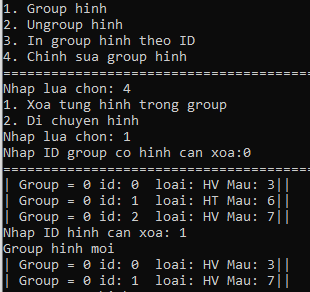 1. Group hinh
2. Ungroup hinh
3. In group hinh theo ID
4. Chinh sua group hinh
==========================================
Nhap lua chon: 4
1. Xoa tung hinh trong group
2. Di chuyen hinh
Nhap lua chon: 1
Nhap ID group co hinh can xoa:0
==========================================
| Group = 0 id: 0  loai: HV Mau: 3||
| Group = 0 id: 1  loai: HT Mau: 6||
| Group = 0 id: 2  loai: HV Mau: 7||
Nhap ID hinh can xoa: 1
Group hinh moi
| Group = 0 id: 0  loai: HV Mau: 3||
| Group = 0 id: 1  loai: HV Mau: 7||